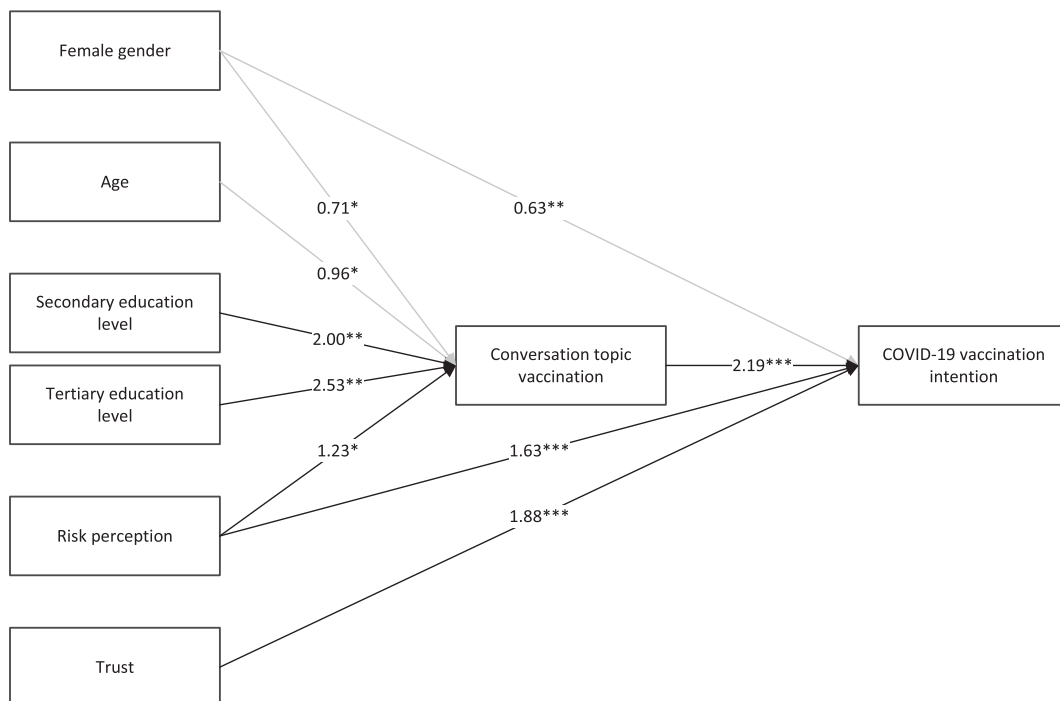 Female gender
Age
0.71*
0.63**
0.96*
Secondary education
level
2.00**
Conversation topic
vaccination
2.19***
COVID-19 vaccination
intention
Tertiary education
level
2.53**
1.23*
1.63***
Risk perception
1.88***
Trust